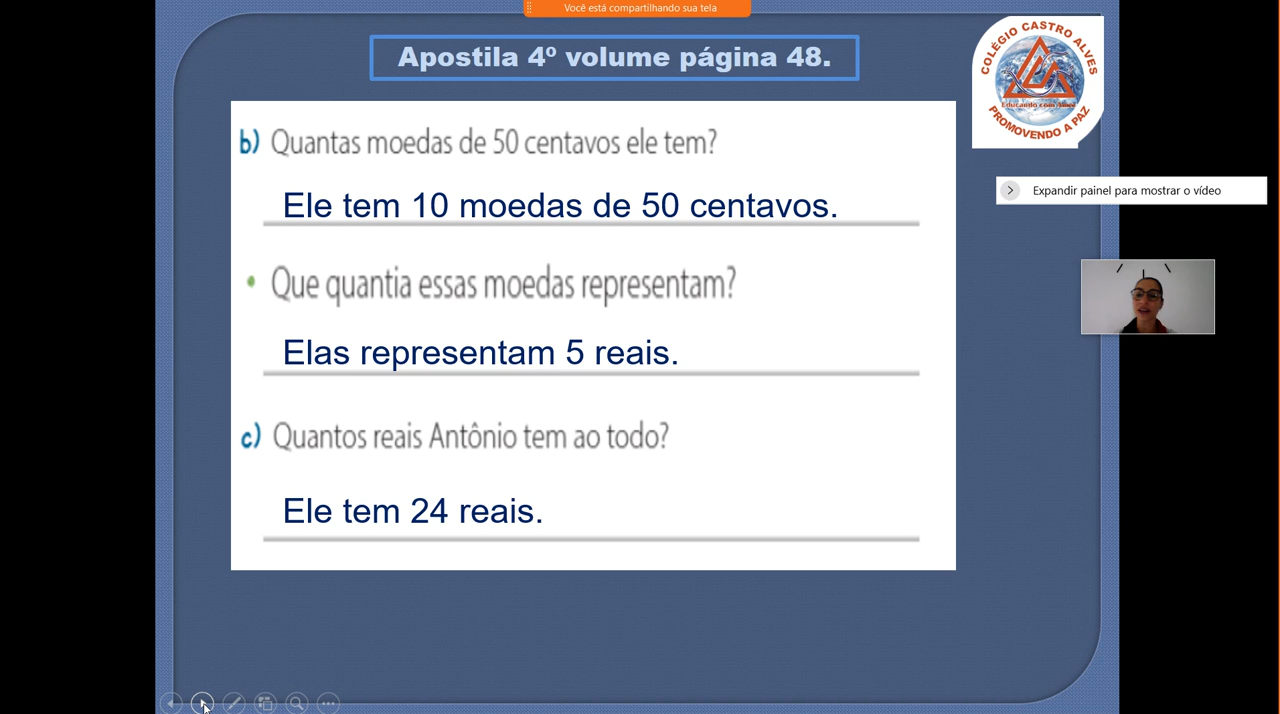 Você está compartilhando sua tela
Apostila 4º volume página 48.
COLÉGIO CASTRO ALVES
Educando com Amor
PROMOVENDO A PAZ
b) Quantas moedas de 50 centavos ele tem?
Ele tem 10 moedas de 50 centavos.
Expandir painel para mostrar o vídeo
• Que quantia essas moedas representam?
Elas representam 5 reais.
c) Quantos reais Antônio tem ao todo?
Ele tem 24 reais.